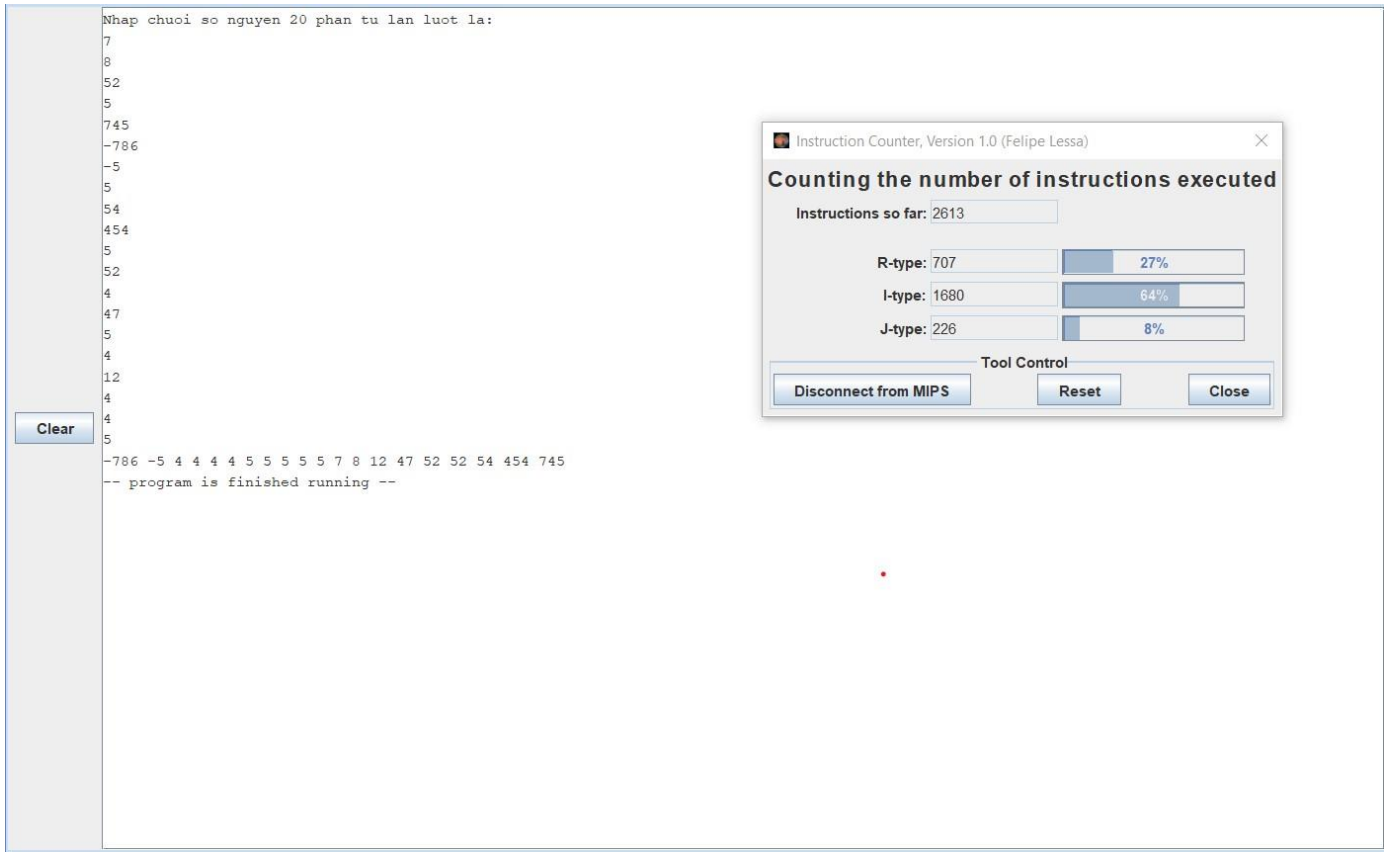 Nhap chuoi so nguyen 20 phan tu lan luot la:
7
8
52
5
745
-786
-5
5
54
454
5
52
4
47
5
4
12
4
4
5
-786 -5 4 4 4 4 5 5 5 5 5 7 8 12 47 52 52 54 454 745
-- program is finished running --
Clear
Instruction Counter, Version 1.0 (Felipe Lessa)
Counting the number of instructions executed
Instructions so far: 2613
R-type: 707 27%
I-type: 1680 64%
J-type: 226 8%
Tool Control
Disconnect from MIPS Reset Close